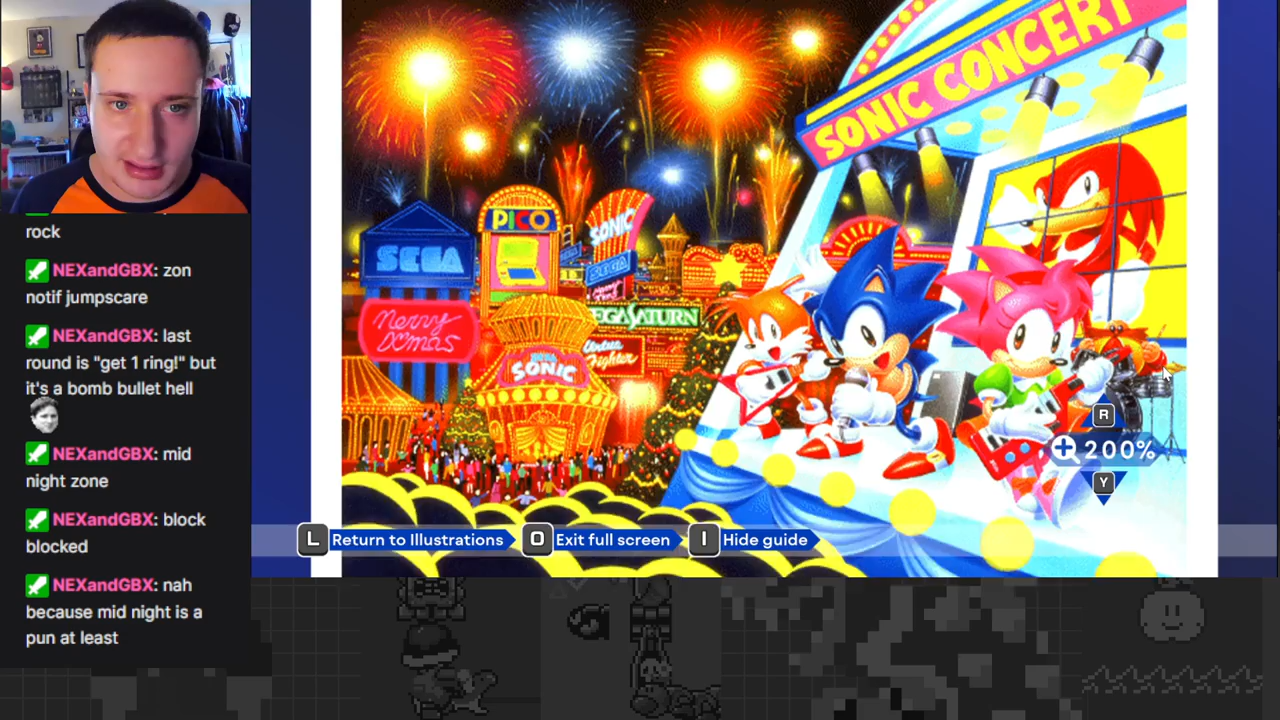 rock
NEXandGBX: zon
notif jumpscare
NEXandGBX: last
round is "get 1 ring!" but
it's a bomb bullet hell
NEXandGBX: mid
night zone
NEXandGBX: block
blocked
NEXandGBX: nah
because mid night is a
pun at least
SONIC CONCERT
PICO
SONIC
SEGA
SEGA
Merry
Xmas
SEGASATURN
Virtua
Fighter
SONIC
R
200%
Y
L Return to Illustrations
O Exit full screen
I Hide guide